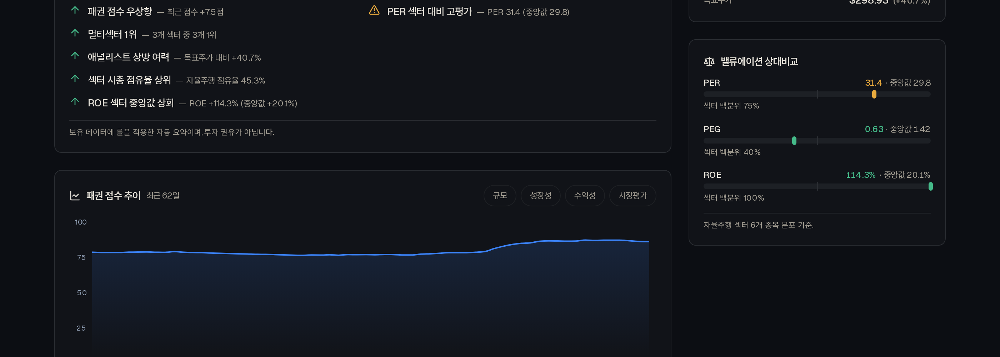 패권 점수 우상향 — 최근 점수 +7.5점
멀티섹터 1위 — 3개 섹터 중 3개 1위
애널리스트 상방 여력 — 목표주가 대비 +40.7%
섹터 시총 점유율 상위 — 자율주행 점유율 45.3%
ROE 섹터 중앙값 상회 — ROE +114.3% (중앙값 +20.1%)
PER 섹터 대비 고평가 — PER 31.4 (중앙값 29.8)
보유 데이터에 룰을 적용한 자동 요약이며, 투자 권유가 아닙니다.
패권 점수 추이 최근 62일
규모 성장성 수익성 시장평가
100
75
50
25
목표주가 $298.93 (+40.7%)
밸류에이션 상대비교
PER 31.4 · 중앙값 29.8
섹터 백분위 75%
PEG 0.63 · 중앙값 1.42
섹터 백분위 40%
ROE 114.3% · 중앙값 20.1%
섹터 백분위 100%
자율주행 섹터 6개 종목 분포 기준.